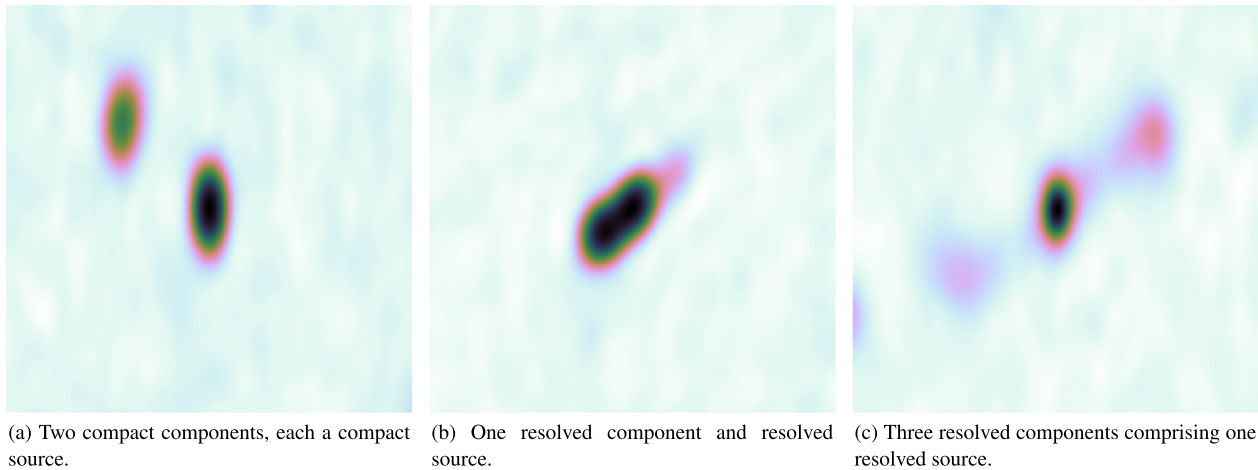 (a) Two compact components, each a compact
source.
(b) One resolved component and resolved
source.
(c) Three resolved components comprising one
resolved source.